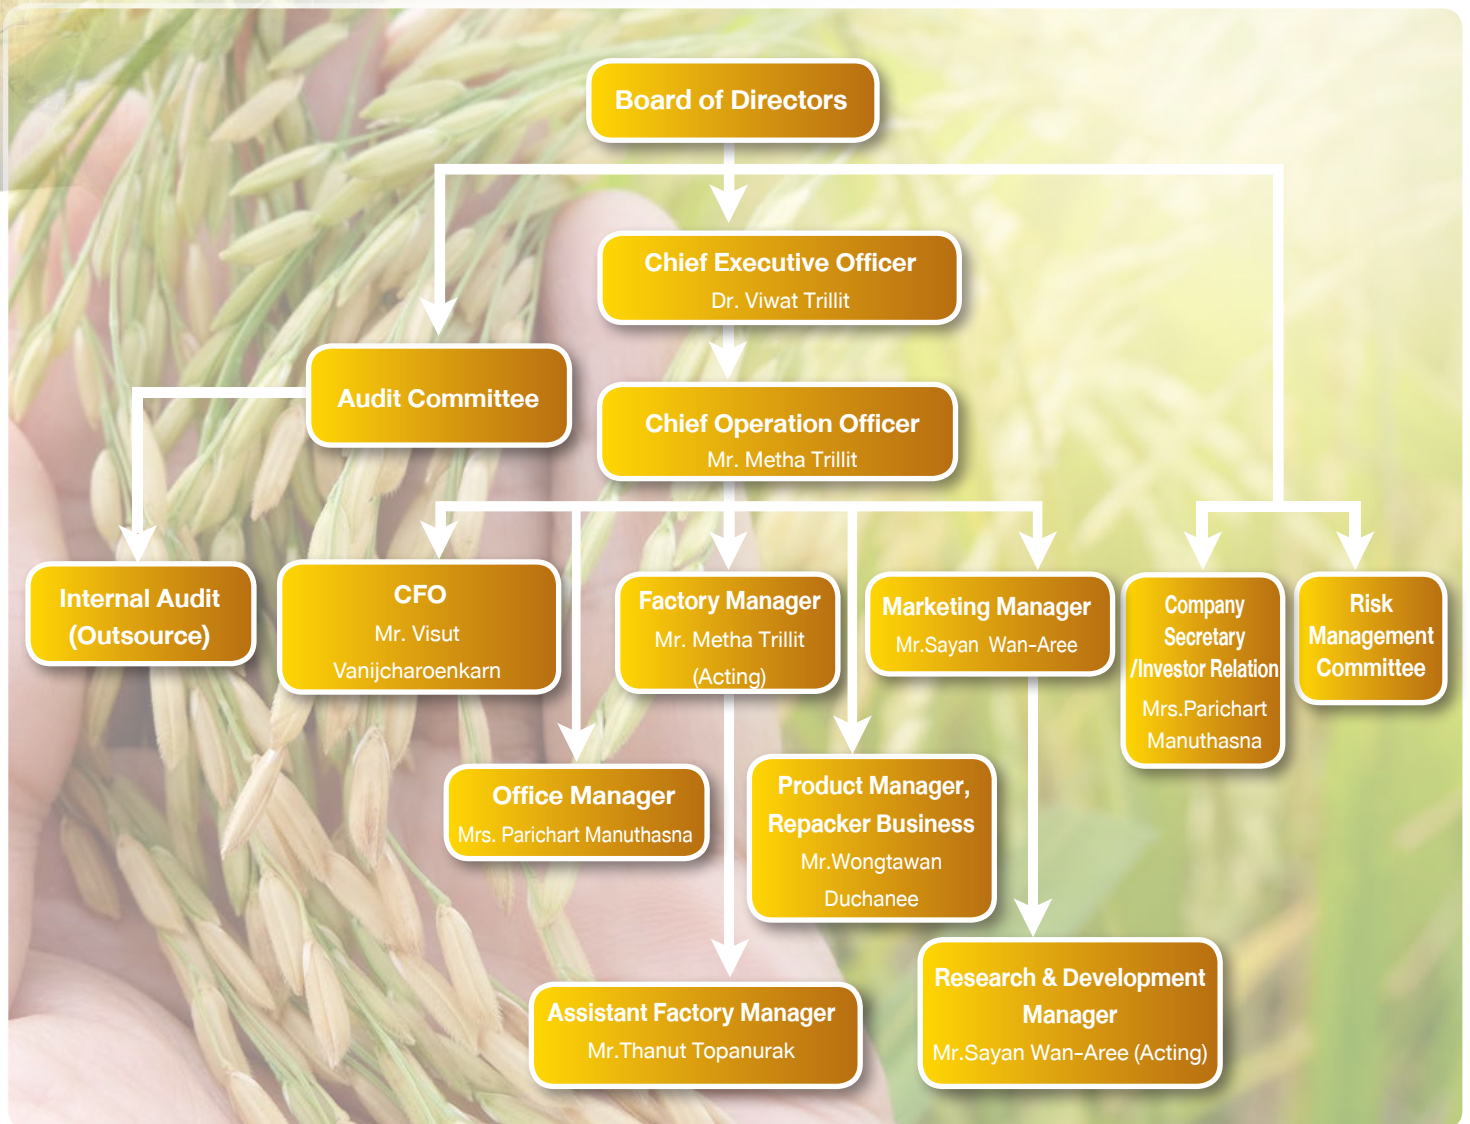 Board of Directors
Chief Executive Officer
Dr. Viwat Trillit
Audit Committee
Chief Operation Officer
Mr. Metha Trillit
Internal Audit
(Outsource)
CFO
Mr. Visut
Vanijcharoenkarn
Factory Manager
Mr. Metha Trillit
(Acting)
Marketing Manager
Mr.Sayan Wan-Aree
Company
Secretary
/Investor Relation
Mrs.Parichart
Manuthasna
Risk
Management
Committee
Office Manager
Mrs. Parichart Manuthasna
Product Manager,
Repacker Business
Mr.Wongtawan
Duchanee
Assistant Factory Manager
Mr.Thanut Topanurak
Research & Development
Manager
Mr.Sayan Wan-Aree (Acting)